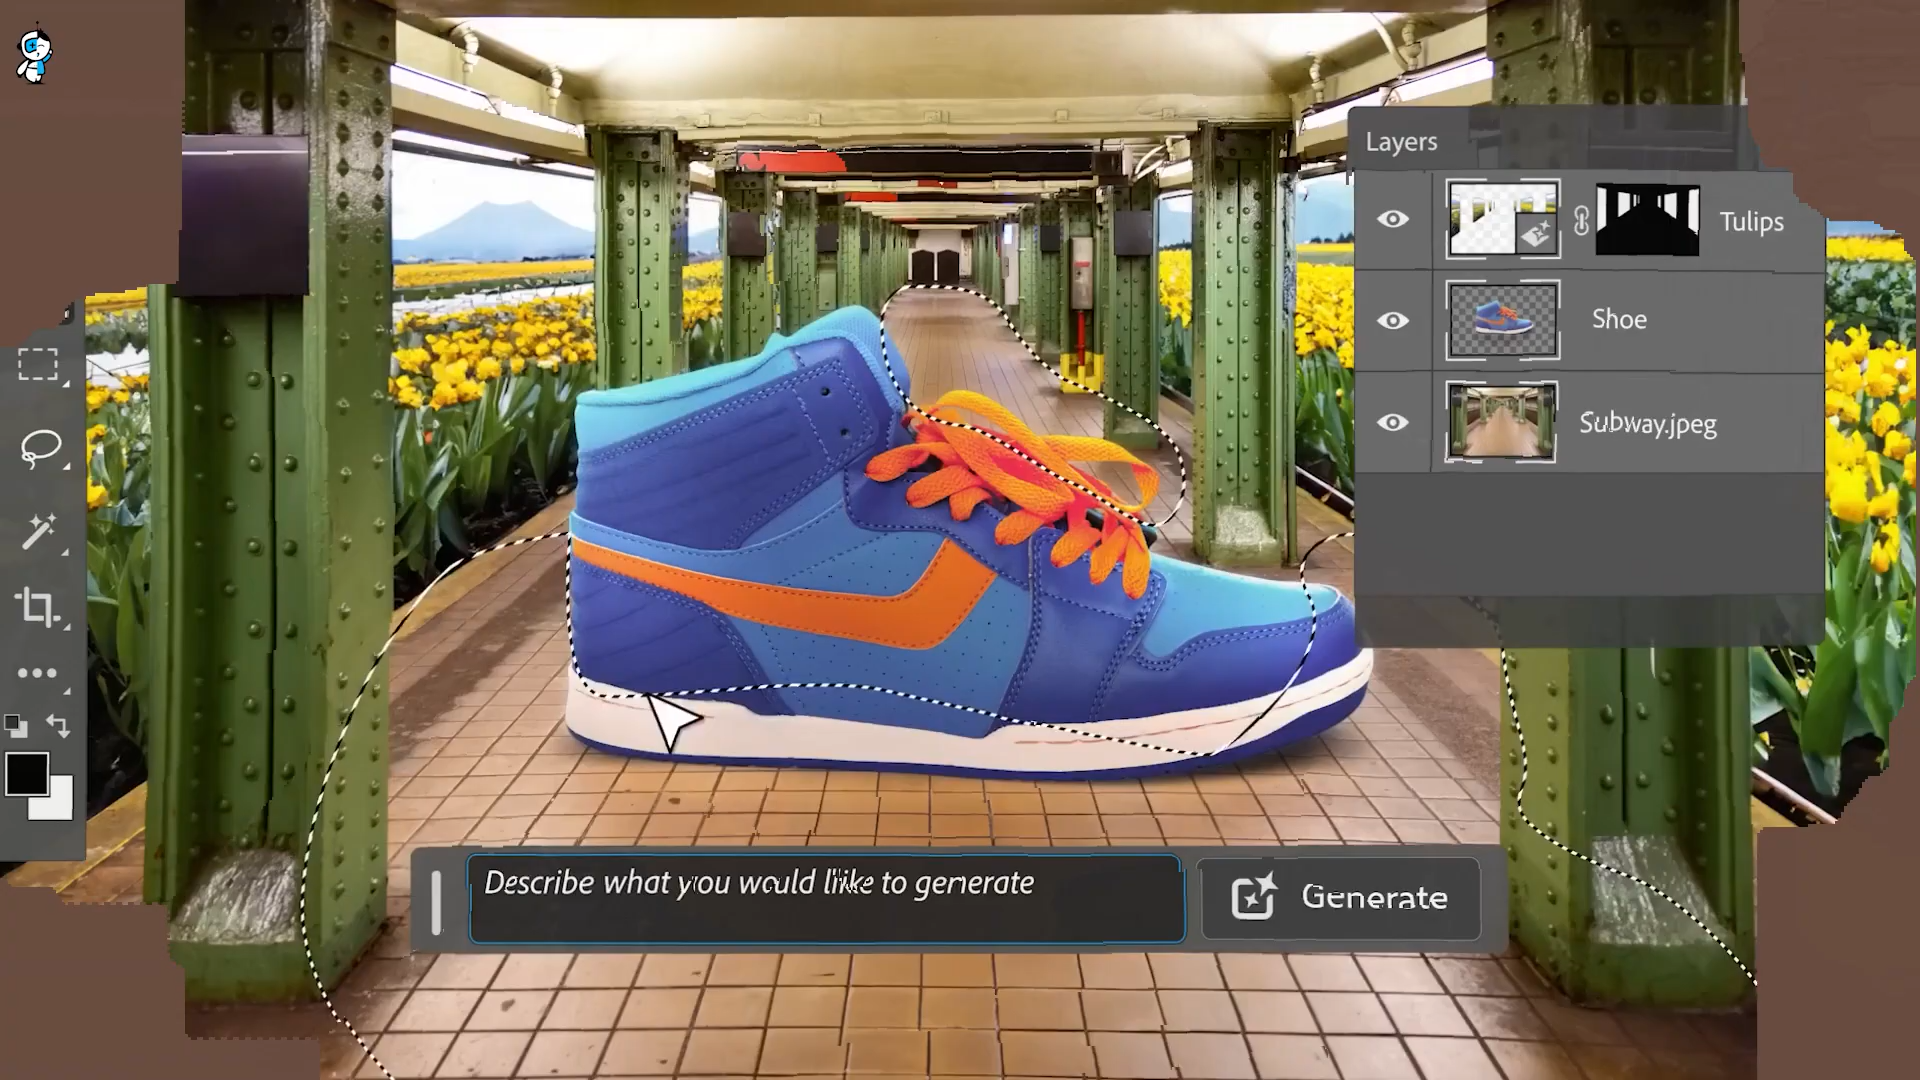 Layers
Tulips
Shoe
Subway.jpeg
Describe what you would like to generate
Generate